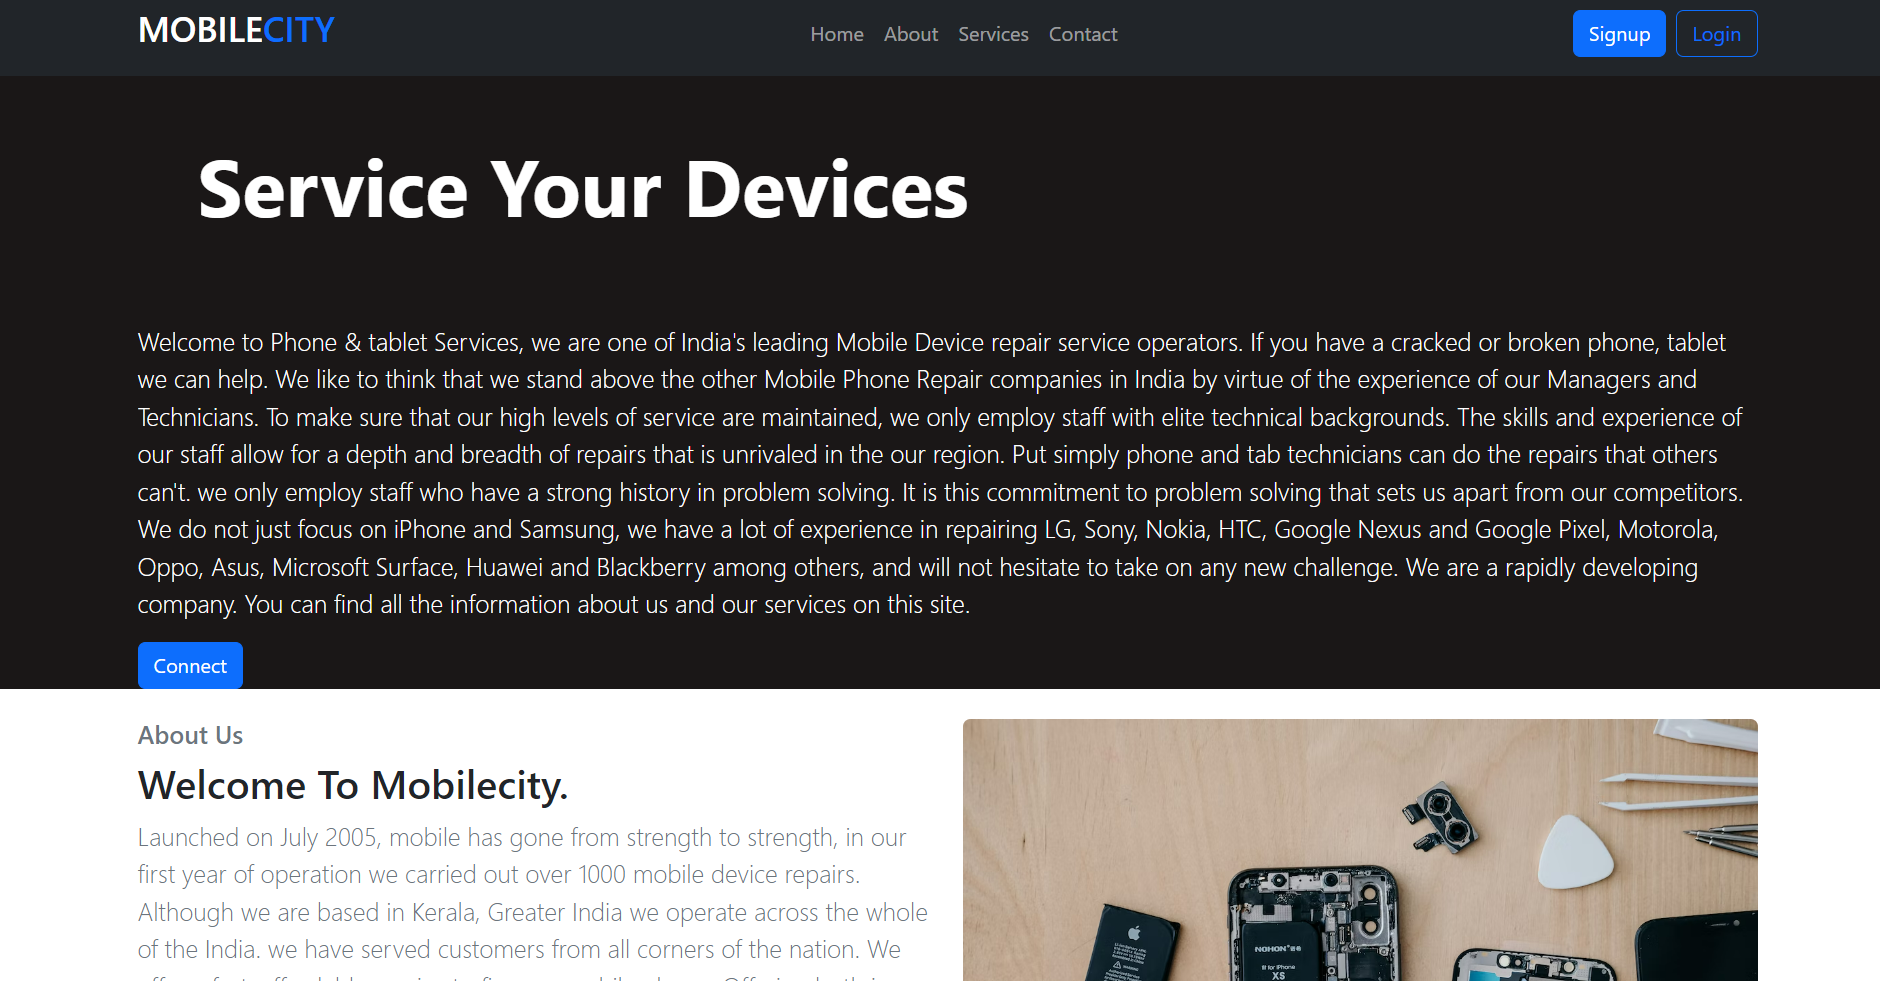 MOBILECITY
Home About Services Contact
Signup Login
Service Your Devices
Welcome to Phone & tablet Services, we are one of India's leading Mobile Device repair service operators. If you have a cracked or broken phone, tablet
we can help. We like to think that we stand above the other Mobile Phone Repair companies in India by virtue of the experience of our Managers and
Technicians. To make sure that our high levels of service are maintained, we only employ staff with elite technical backgrounds. The skills and experience of
our staff allow for a depth and breadth of repairs that is unrivaled in the our region. Put simply phone and tab technicians can do the repairs that others
can't. we only employ staff who have a strong history in problem solving. It is this commitment to problem solving that sets us apart from our competitors.
We do not just focus on iPhone and Samsung, we have a lot of experience in repairing LG, Sony, Nokia, HTC, Google Nexus and Google Pixel, Motorola,
Oppo, Asus, Microsoft Surface, Huawei and Blackberry among others, and will not hesitate to take on any new challenge. We are a rapidly developing
company. You can find all the information about us and our services on this site.
Connect
About Us
Welcome To Mobilecity.
Launched on July 2005, mobile has gone from strength to strength, in our
first year of operation we carried out over 1000 mobile device repairs.
Although we are based in Kerala, Greater India we operate across the whole
of the India. we have served customers from all corners of the nation. We
NOHON
fit for iPhone
XS